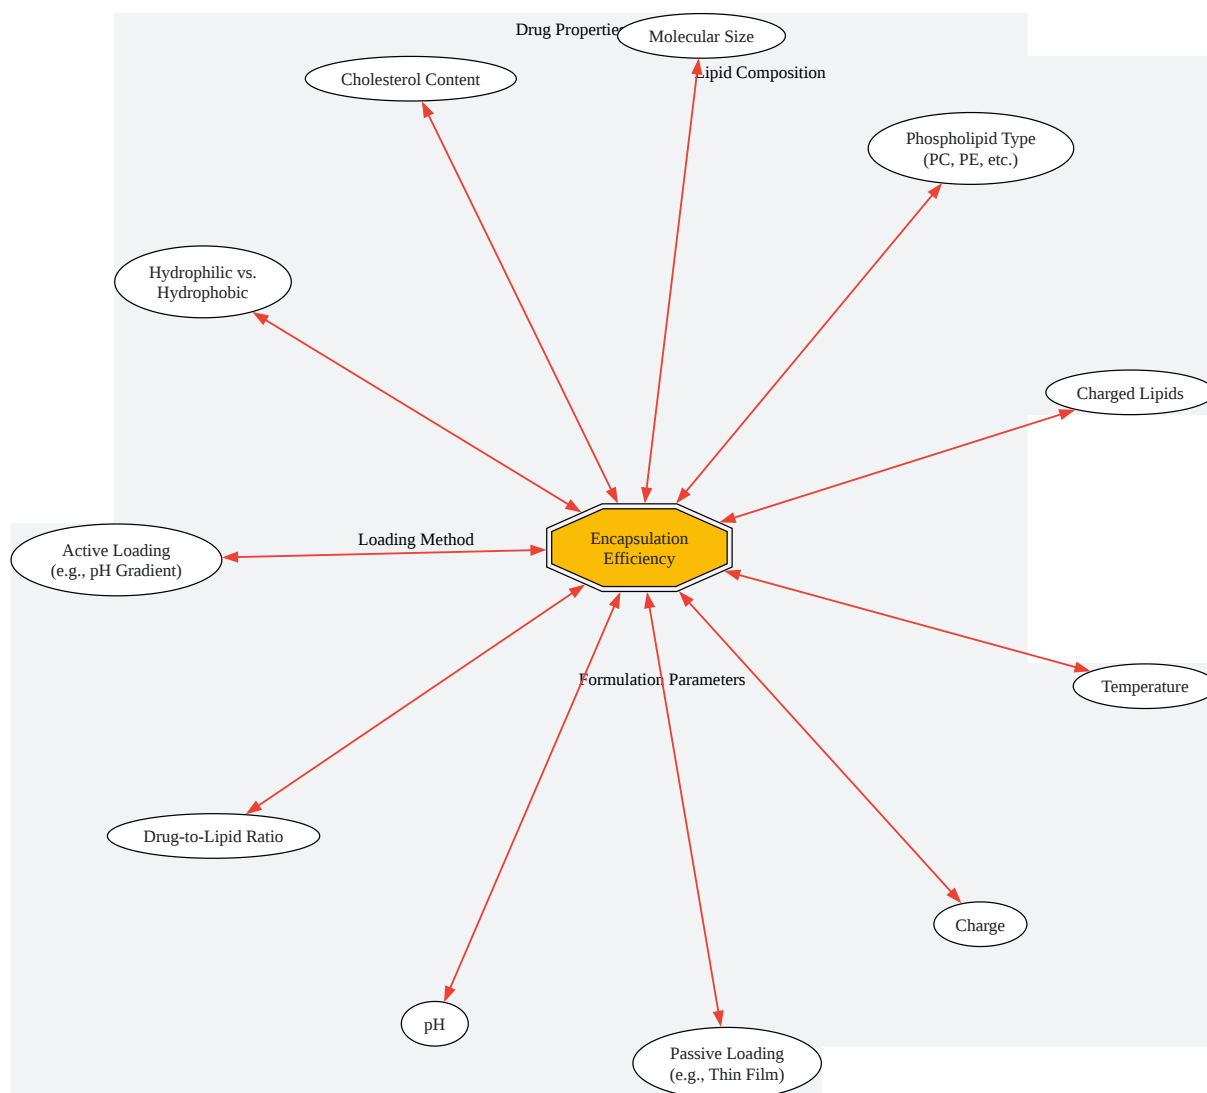 Drug Properties
Molecular Size
Lipid Composition
Cholesterol Content
Phospholipid Type
(PC, PE, etc.)
Hydrophilic vs.
Hydrophobic
Charged Lipids
Loading Method
Encapsulation
Efficiency
Active Loading
(e.g., pH Gradient)
Formulation Parameters
Temperature
Drug-to-Lipid Ratio
Charge
pH
Passive Loading
(e.g., Thin Film)